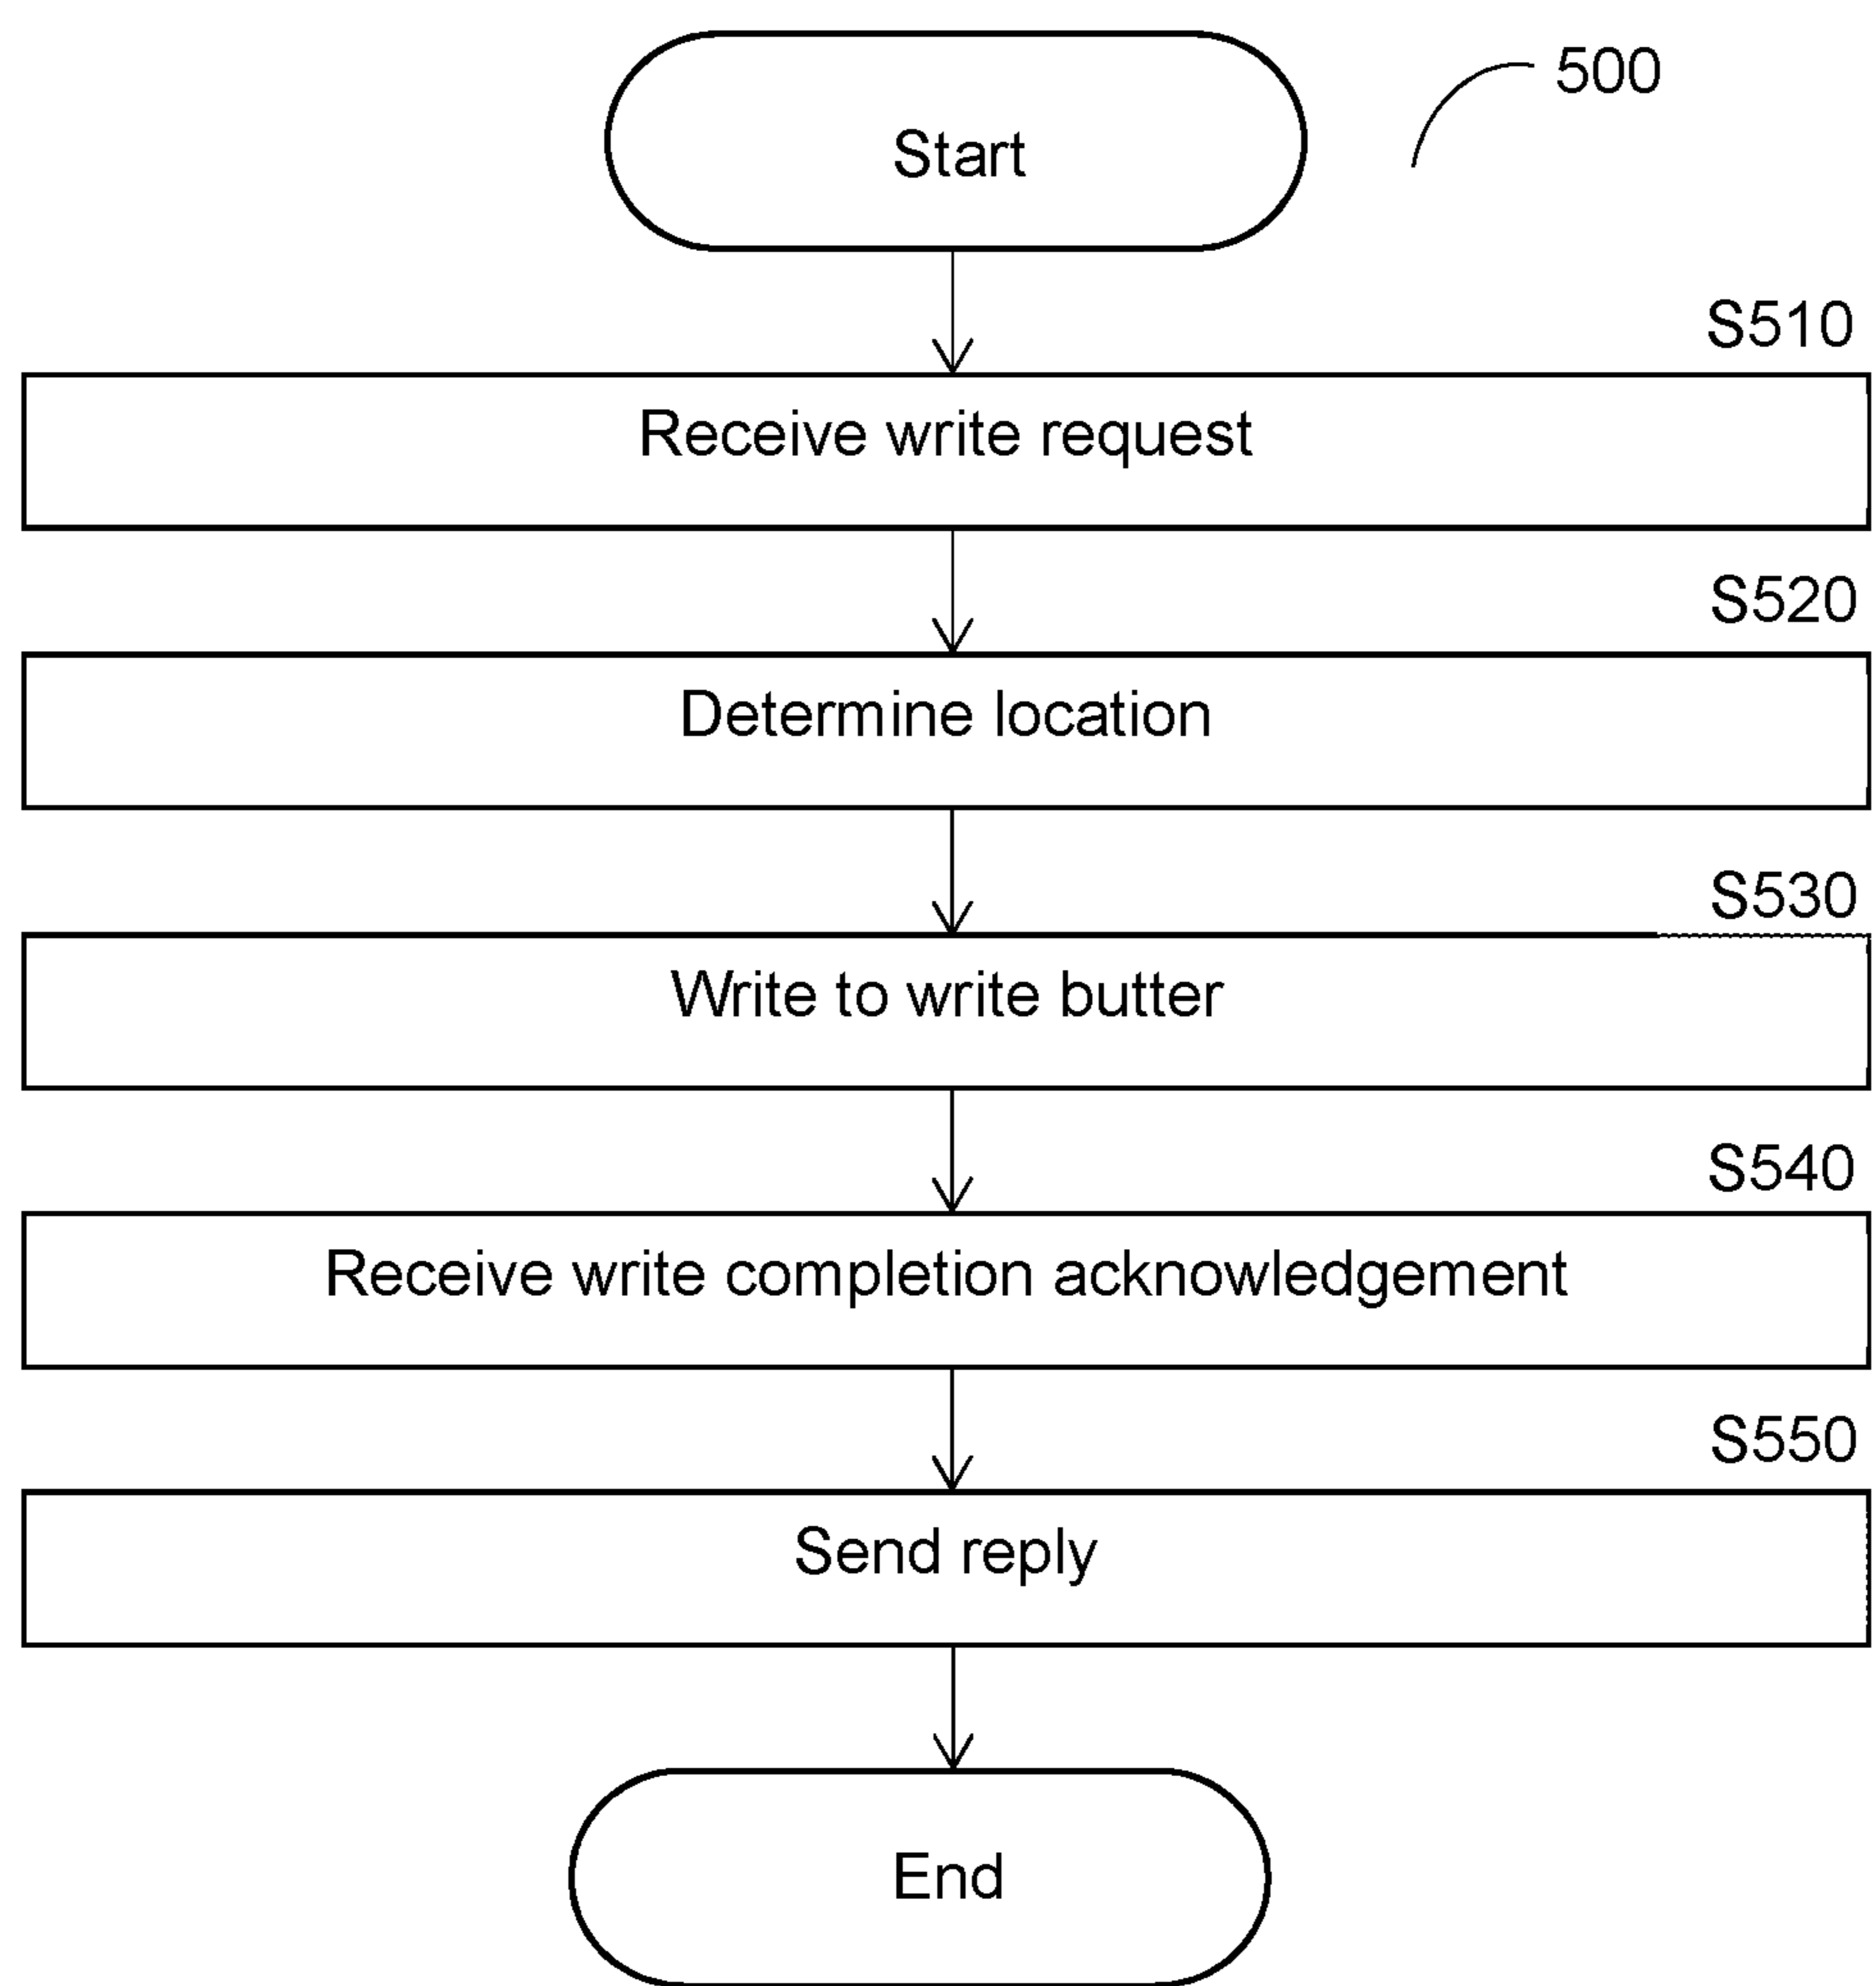 Start
500
S510
Receive write request
S520
Determine location
S530
Write to write butter
S540
Receive write completion acknowledgement
S550
Send reply
End